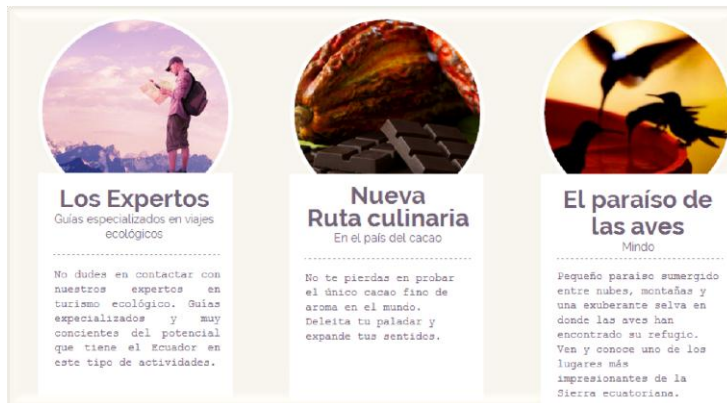 Los Expertos
Guías especializados en viajes
ecológicos
No dudes en contactar con
nuestros expertos en
turismo ecológico. Guías
expecializados y muy
concientes del potencial
que tiene el Ecuador en
este tipo de actividades.
Nueva
Ruta culinaria
En el país del cacao
No te pierdas en probar
el único cacao fino de
aroma en el mundo.
Deleita tu paladar y
expande tus sentidos.
El paraíso de
las aves
Mindo
Pequeño paraíso sumergido
entre nubes, montañas y
una exuberante selva en
donde las aves han
encontrado su refugio.
Ven y conoce uno de los
lugares más
impresionantes de la
Sierra ecuatoriana.